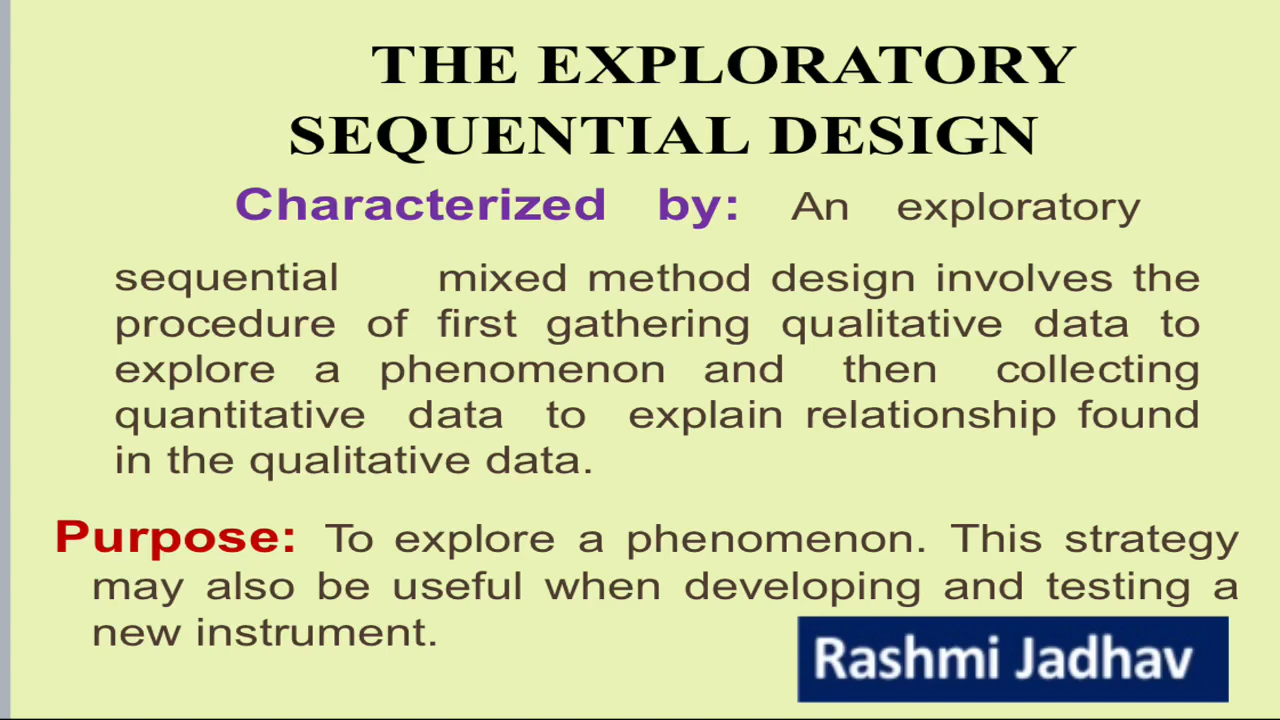 THE EXPLORATORY
SEQUENTIAL DESIGN
Characterized by: An exploratory
sequential mixed method design involves the
procedure of first gathering qualitative data to
explore a phenomenon and then collecting
quantitative data to explain relationship found
in the qualitative data.
Purpose: To explore a phenomenon. This strategy
may also be useful when developing and testing a
new instrument.
Rashmi Jadhav